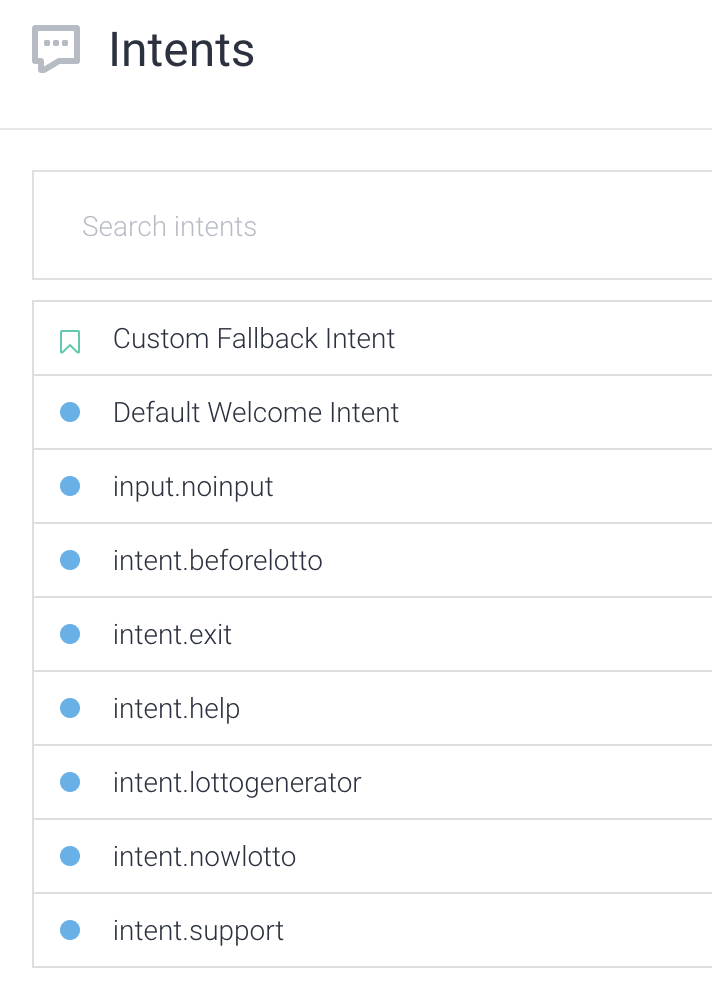 Intents
Search intents
Custom Fallback Intent
Default Welcome Intent
input.noinput
intent.beforelotto
intent.exit
intent.help
intent.lottogenerator
intent.nowlotto
intent.support